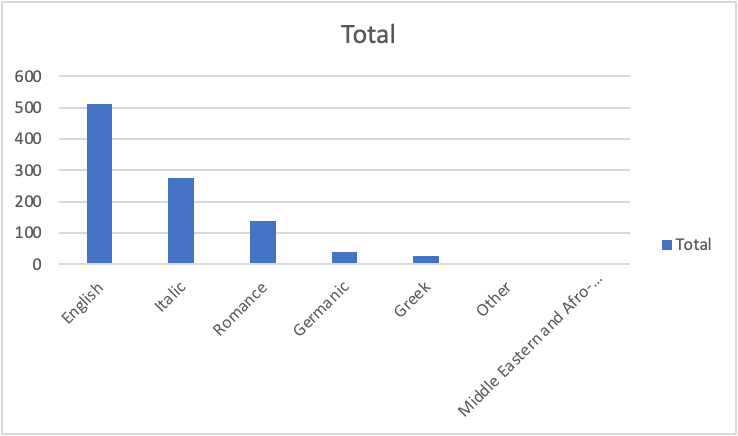 Total
600
500
400
300
200
100
0
English
Italic
Romance
Germanic
Greek
Other
Middle Eastern and Afro-...
Total